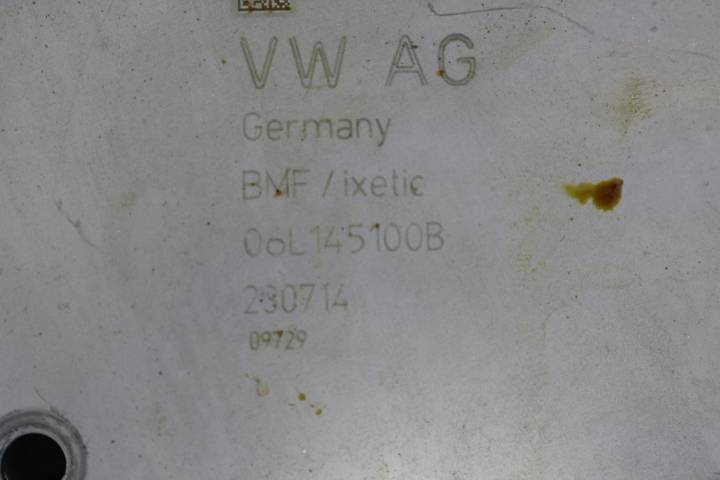 VW AG
Germany
BMF / ixetic
06L145100B
230714
09729